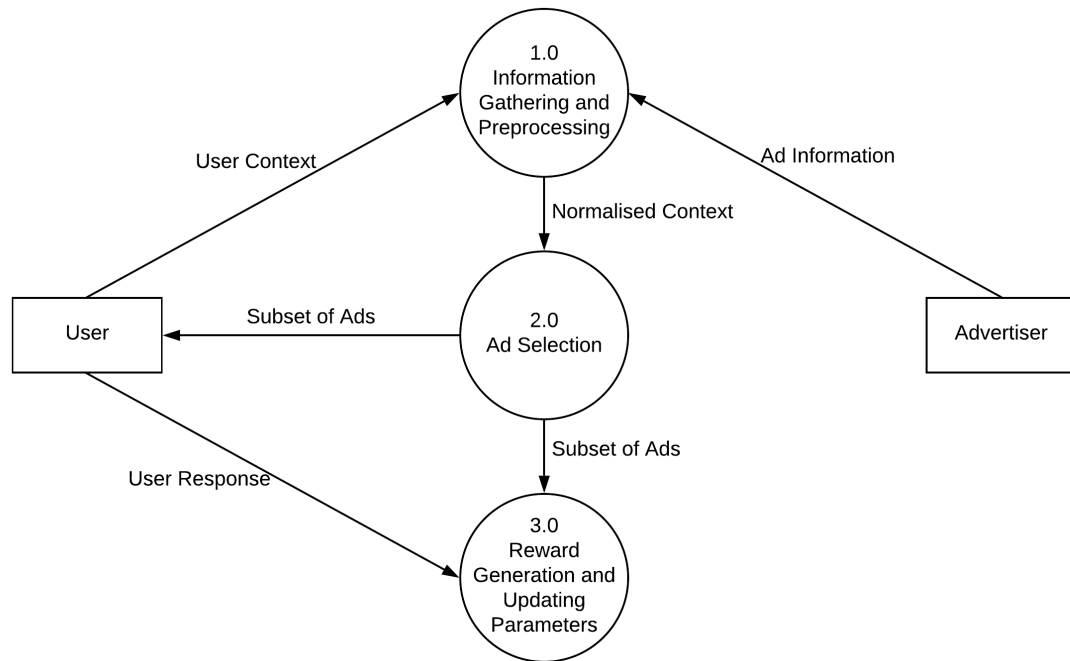 1.0
Information
Gathering and
Preprocessing
User Context
Ad Information
Normalised Context
User
Subset of Ads
2.0
Ad Selection
Advertiser
Subset of Ads
User Response
3.0
Reward
Generation and
Updating
Parameters